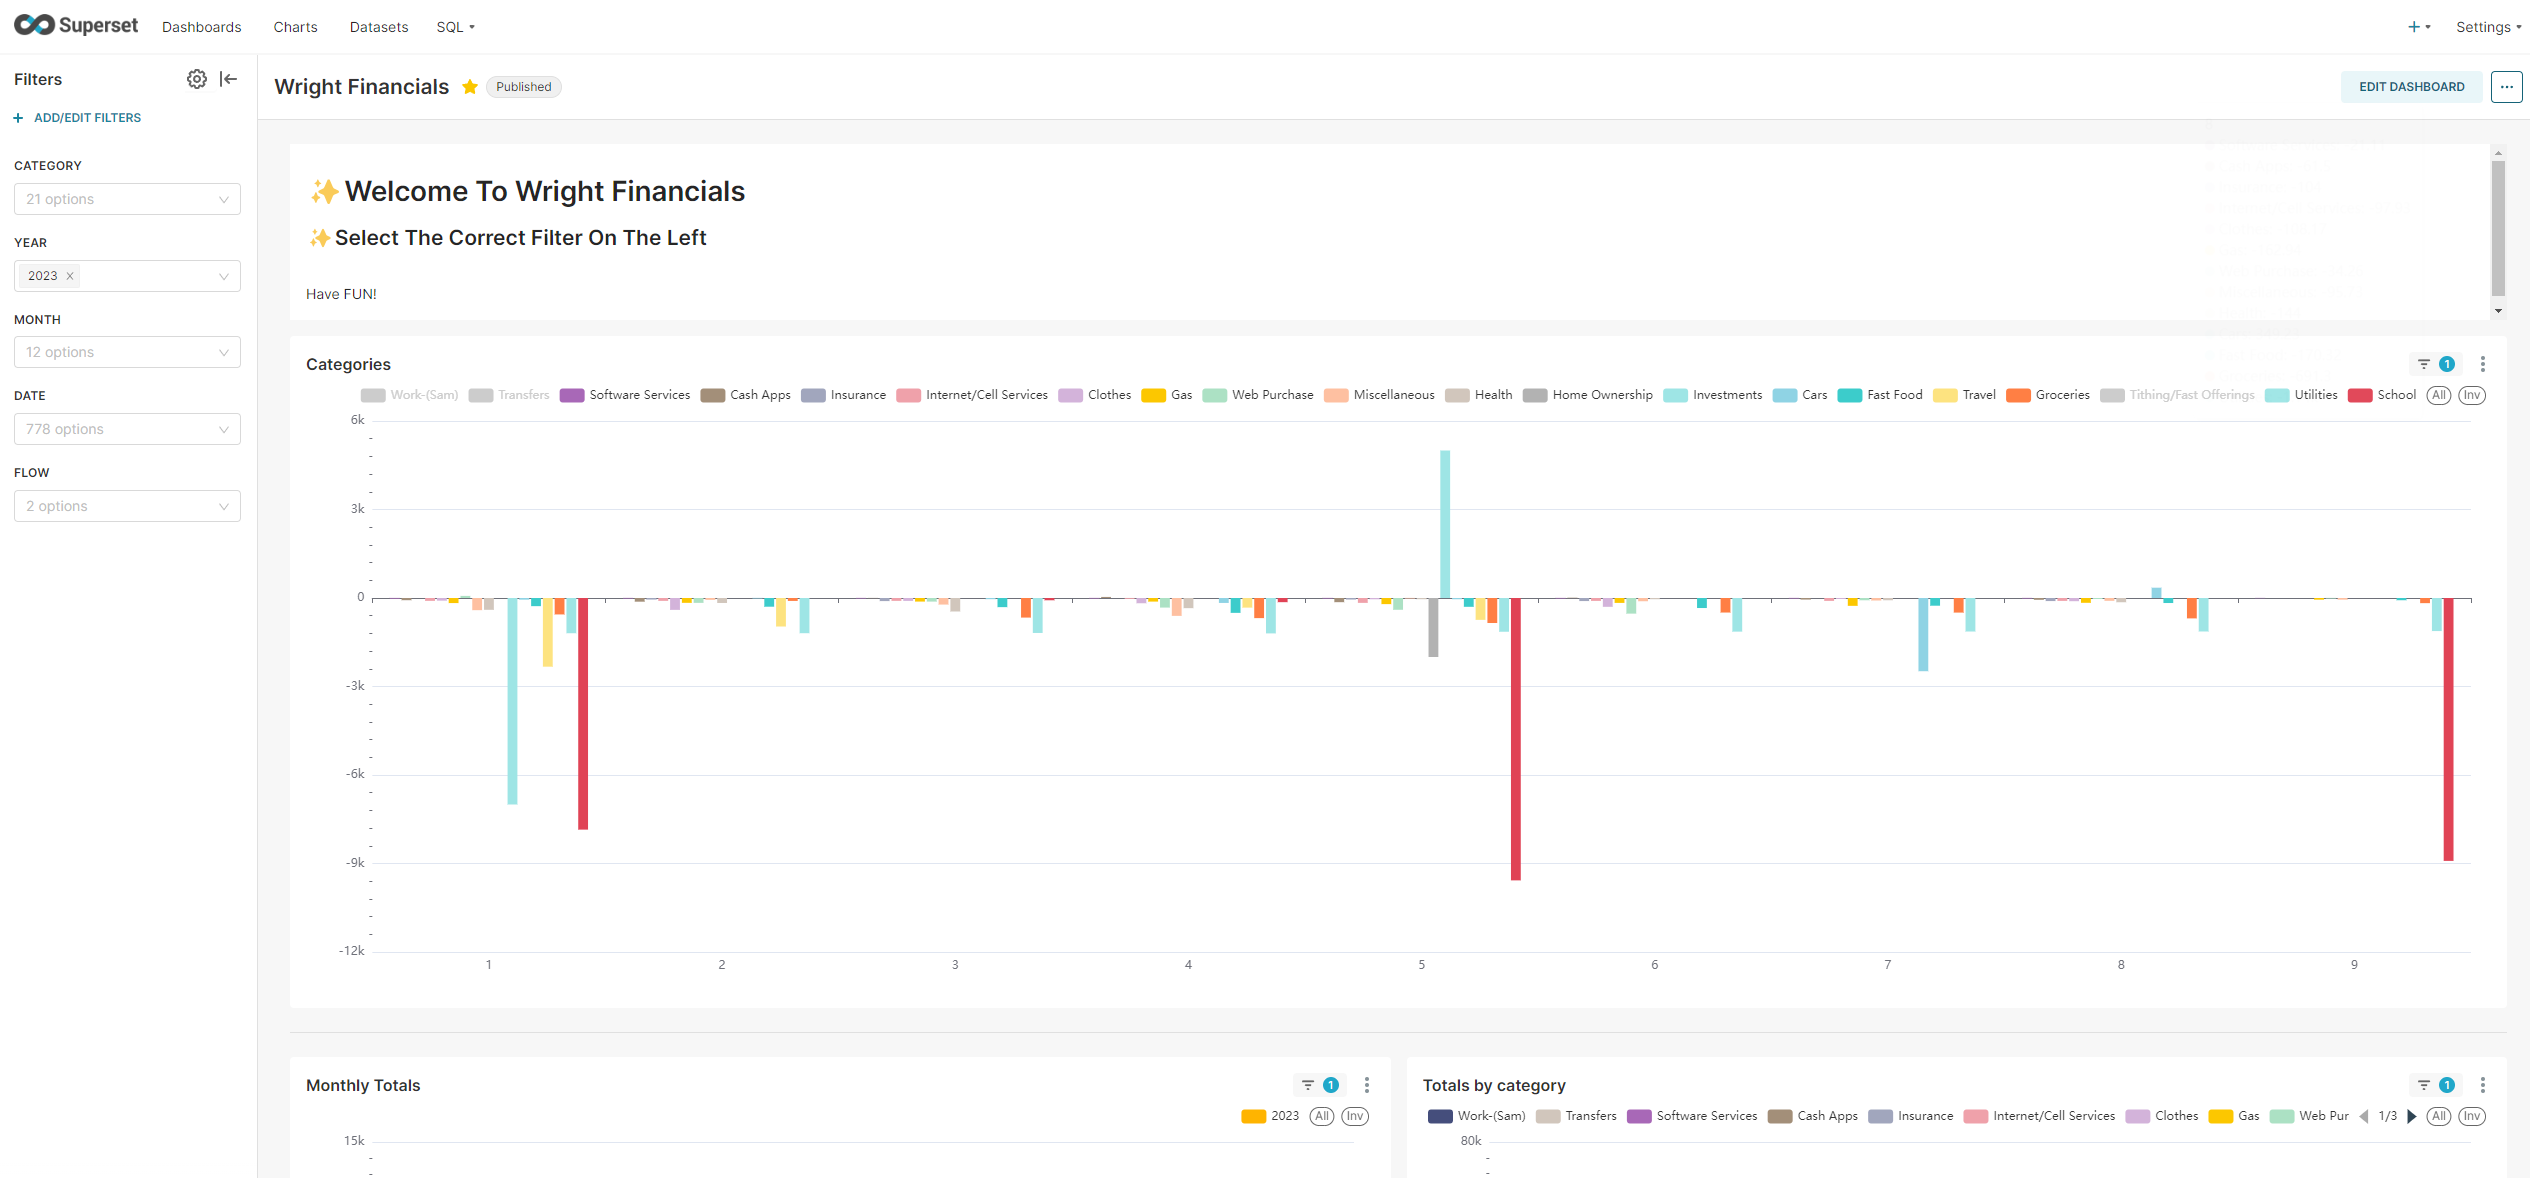 Superset Dashboards Charts Datasets SQL + Settings
Filters
+ ADD/EDIT FILTERS
CATEGORY
21 options
YEAR
2023 ×
MONTH
12 options
DATE
778 options
FLOW
2 options
Wright Financials Published EDIT DASHBOARD ...
✨Welcome To Wright Financials
✨Select The Correct Filter On The Left
Have FUN!
Categories 1
Work-(Sam) Transfers Software Services Cash Apps Insurance Internet/Cell Services Clothes Gas Web Purchase Miscellaneous Health Home Ownership Investments Cars Fast Food Travel Groceries Tithing/Fast Offerings Utilities School All Inv
6k
3k
0
-3k
-6k
-9k
-12k
1 2 3 4 5 6 7 8 9
Monthly Totals 1
2023 All Inv
15k
Totals by category 1
Work-(Sam) Transfers Software Services Cash Apps Insurance Internet/Cell Services Clothes Gas Web Pur 1/3 All Inv
80k